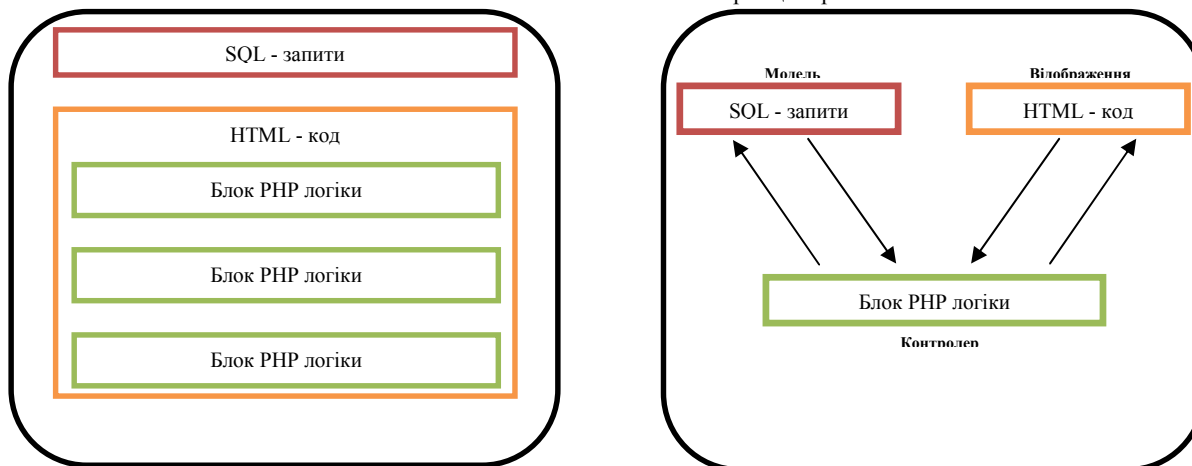 SQL - запити
HTML - код
Блок PHP логіки
Блок PHP логіки
Блок PHP логіки
Модель
Відображення
SQL - запити
HTML - код
Блок PHP логіки
Контролер